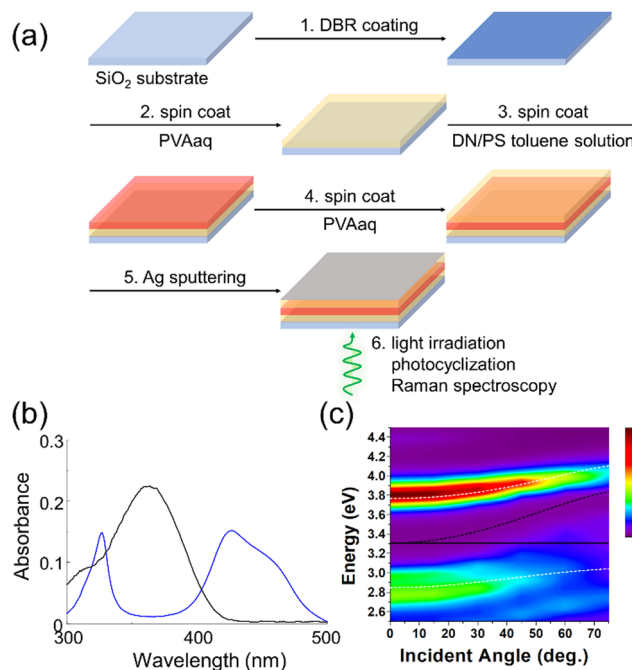 (a)
1. DBR coating
SiO₂ substrate
2. spin coat
PVAaq
3. spin coat
DN/PS toluene solution
4. spin coat
PVAaq
5. Ag sputtering
6. light irradiation
photocyclization
Raman spectroscopy
(b)
0.3
0.2
0.1
0
Absorbance
300
400
500
Wavelength (nm)
(c)
4.4
4.2
4.0
3.8
3.6
3.4
3.2
3.0
2.8
2.6
Energy (eV)
0
10
20
30
40
50
60
70
Incident Angle (deg.)